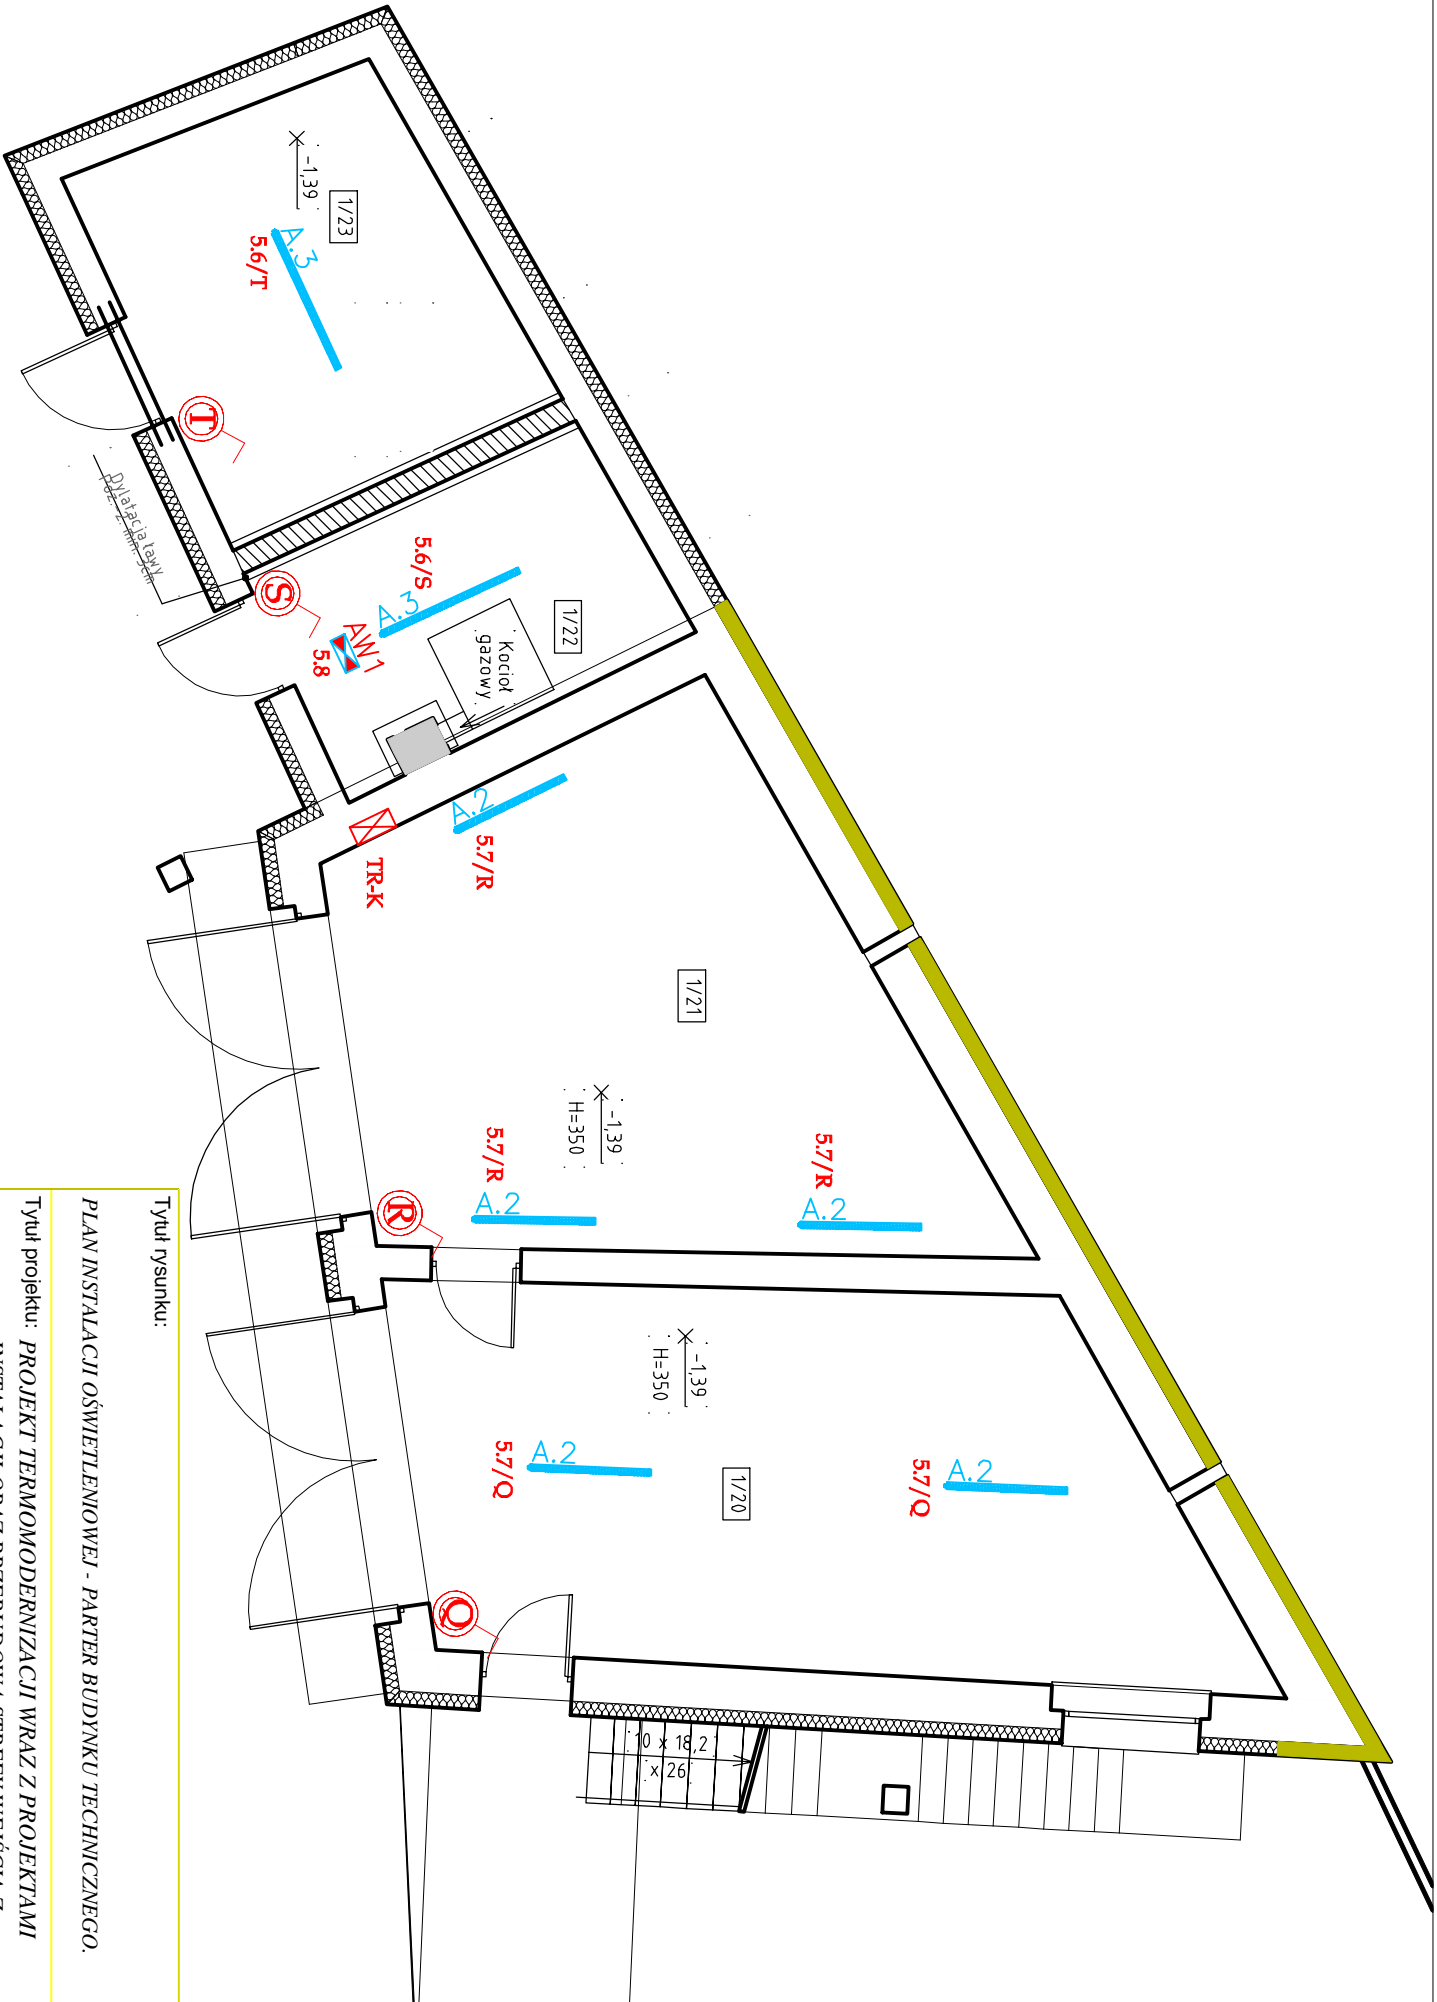 1/23
-1,39
A.3
5.6/T
T
Dylatacja ławy
S
5.6/S
A.3
AW1
5.8
1/22
Kocioł
gazowy
A.2
5.7/R
TR-K
1/21
-1,39
H=350
5.7/R
A.2
5.7/R
A.2
R
-1,39
H=350
A.2
5.7/Q
A.2
5.7/Q
1/20
Q
10 x 18,2
x 26
Tytuł rysunku:
PLAN INSTALACJI OŚWIETLENIOWEJ - PARTER BUDYNKU TECHNICZNEGO.
Tytuł projektu: PROJEKT TERMOMODERNIZACJI WRAZ Z PROJEKTAMI